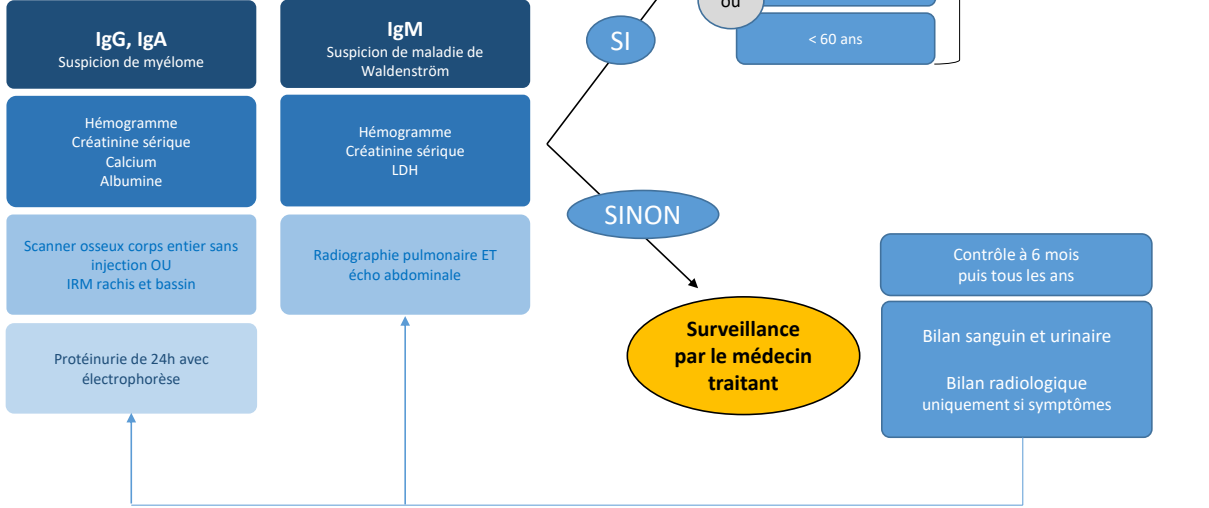 IgG, IgA
Suspicion de myélome
Hémogramme
Créatinine sérique
Calcium
Albumine
Scanner osseux corps entier sans
injection OU
IRM rachis et bassin
Protéinurie de 24h avec
électrophorèse
IgM
Suspicion de maladie de
Waldenström
Hémogramme
Créatinine sérique
LDH
Radiographie pulmonaire ET
écho abdominale
SI
ou
< 60 ans
SINON
Surveillance
par le médecin
traitant
Contrôle à 6 mois
puis tous les ans
Bilan sanguin et urinaire
Bilan radiologique
uniquement si symptômes